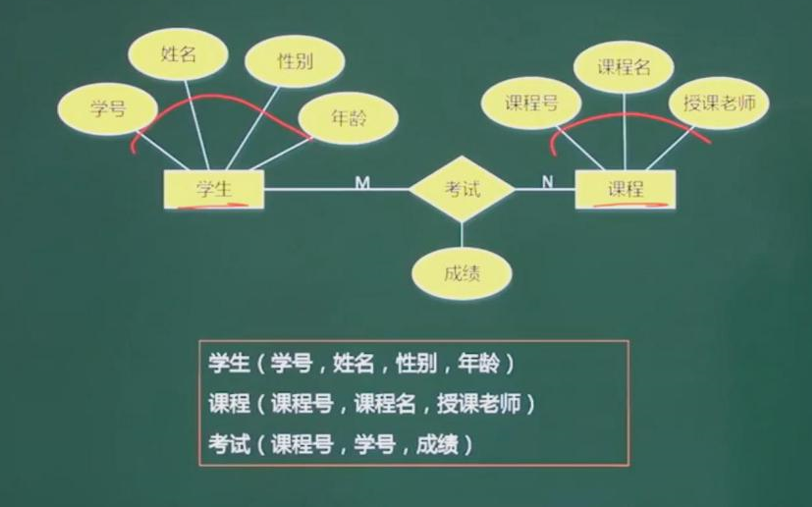 姓名
性别
课程名
学号
年龄
课程号
授课老师
学生
M
考试
N
课程
成绩
学生（学号，姓名，性别，年龄）
课程（课程号，课程名，授课老师）
考试（课程号，学号，成绩）